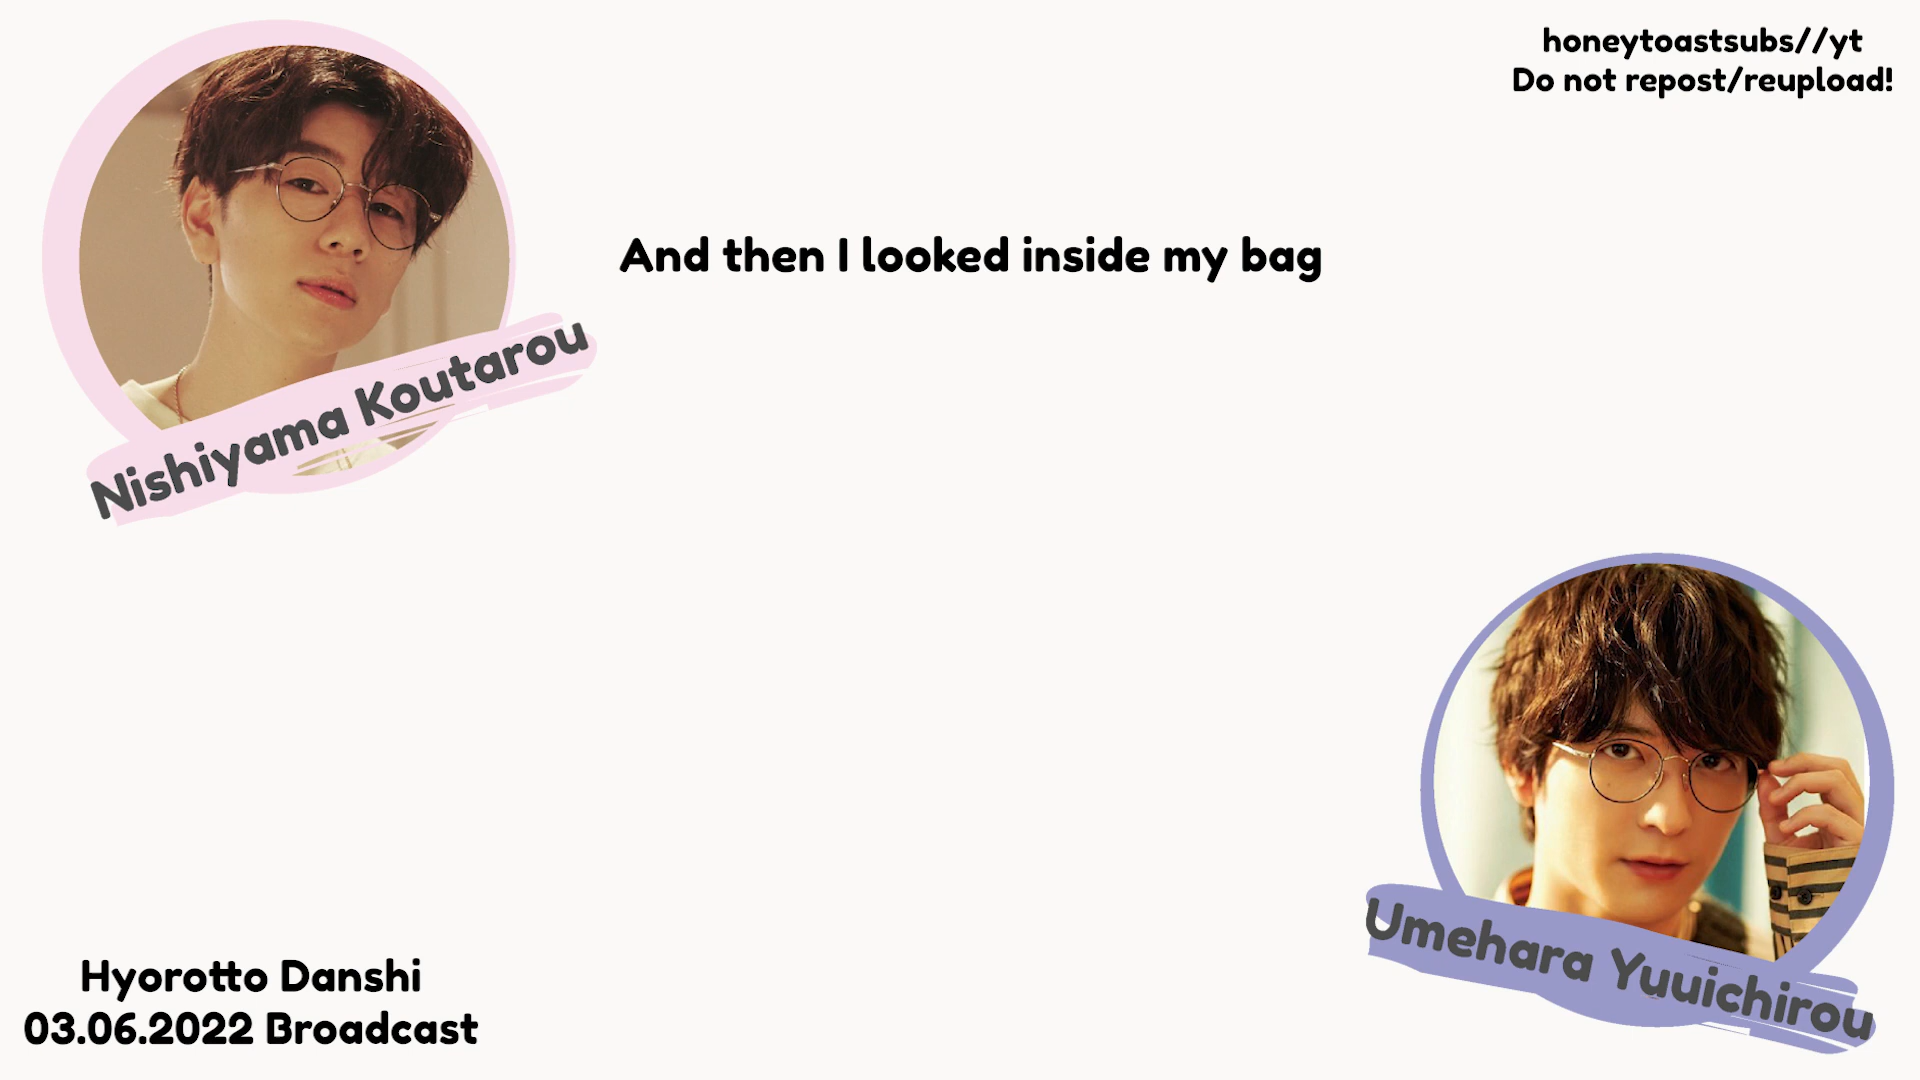 honeytoastsubs//yt
Do not repost/reupload!
And then I looked inside my bag
Nishiyama Koutarou
Umehara Yuuichirou
Hyorotto Danshi
03.06.2022 Broadcast